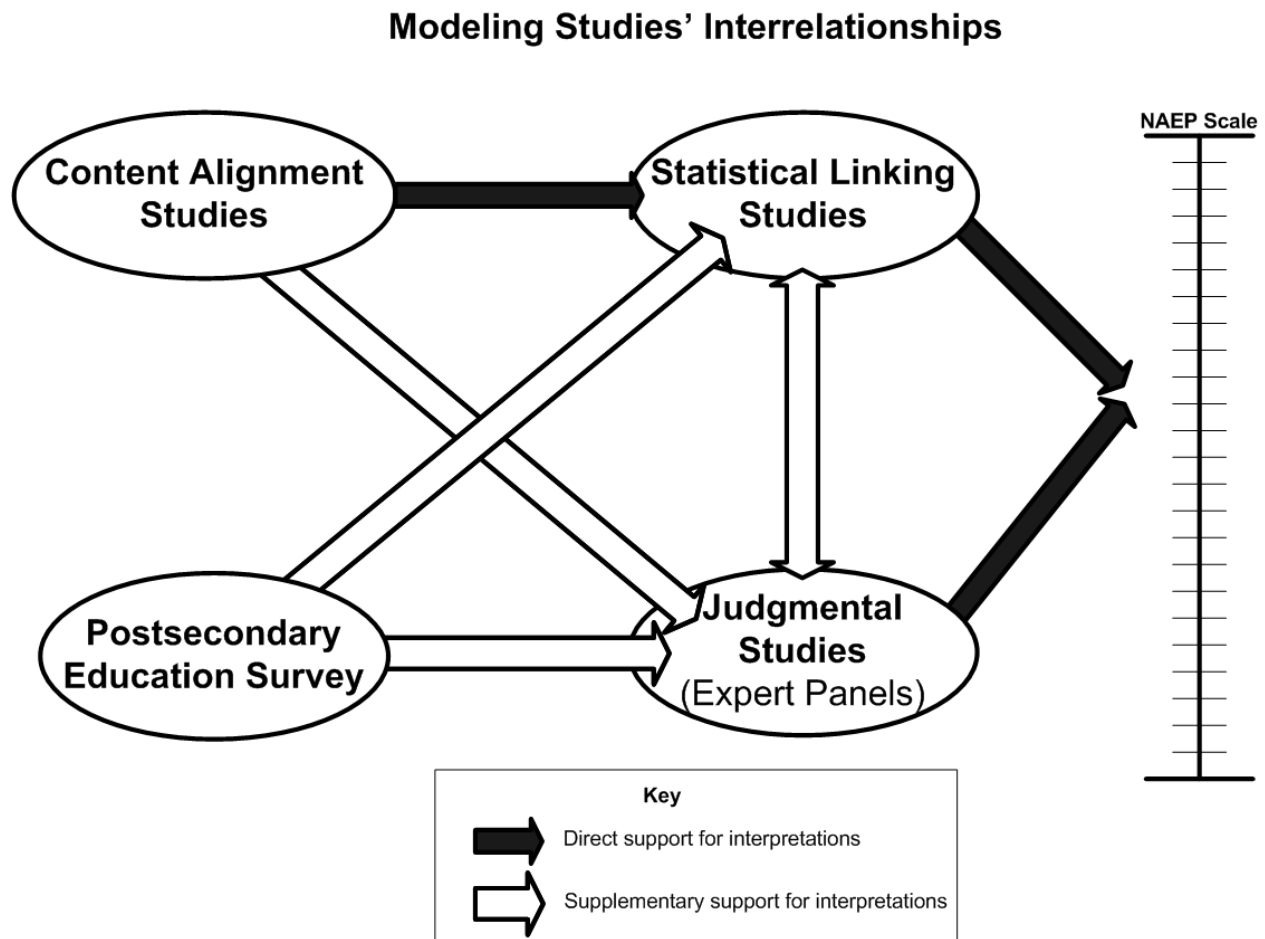 Modeling Studies’ Interrelationships
NAEP Scale
Content Alignment
Studies
Statistical Linking
Studies
Postsecondary
Education Survey
Judgmental
Studies
(Expert Panels)
Key
Direct support for interpretations
Supplementary support for interpretations